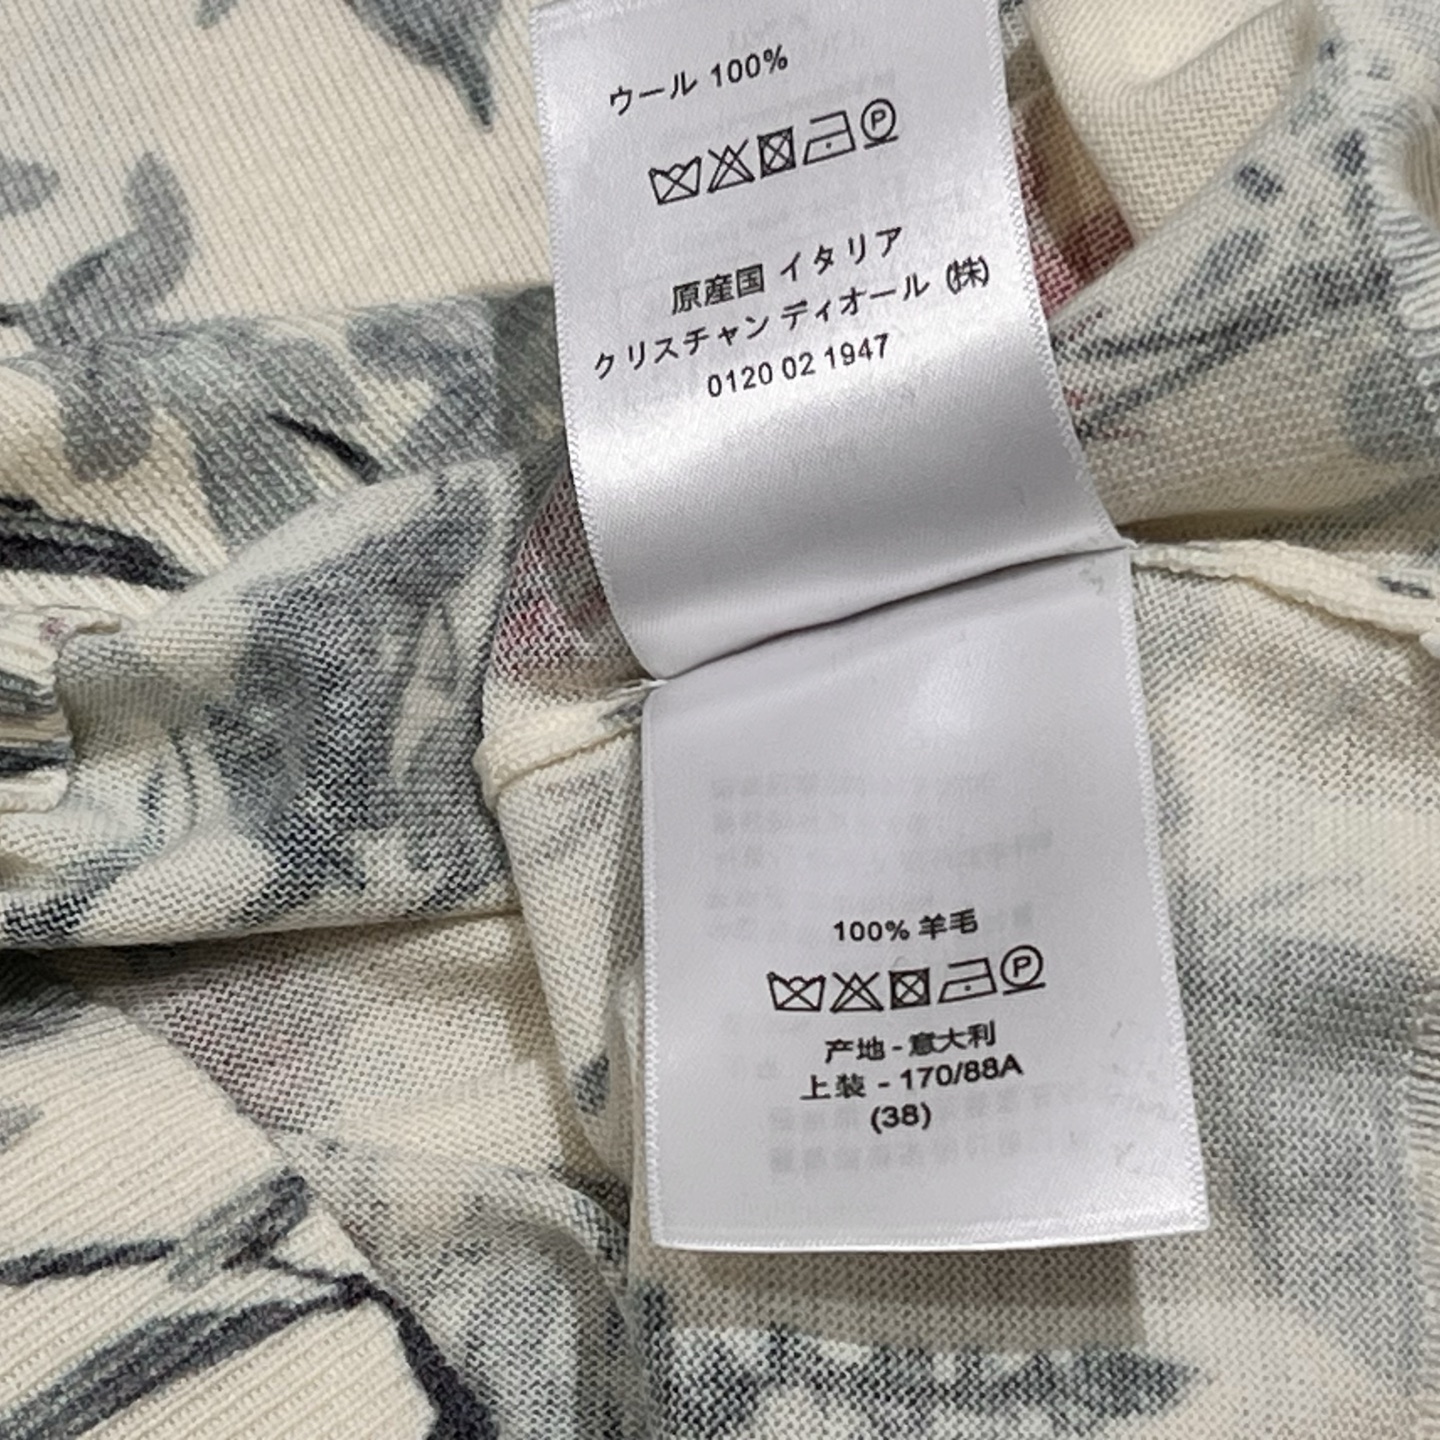 ウール 100%
P
原産国 イタリア
クリスチャン ディオール (株)
0120 02 1947
100% 羊毛
P
产地 - 意大利
上装 - 170/88A
(38)